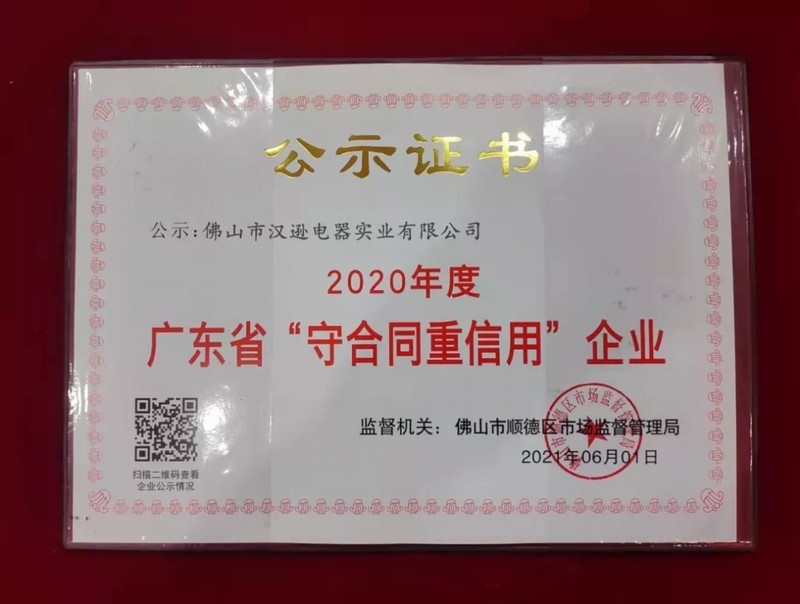 公示证书
公示:佛山市汉逊电器实业有限公司
2020年度
广东省“守合同重信用”企业
监督机关：佛山市顺德区市场监督管理局
2021年06月01日
扫描二维码查看
企业公示情况